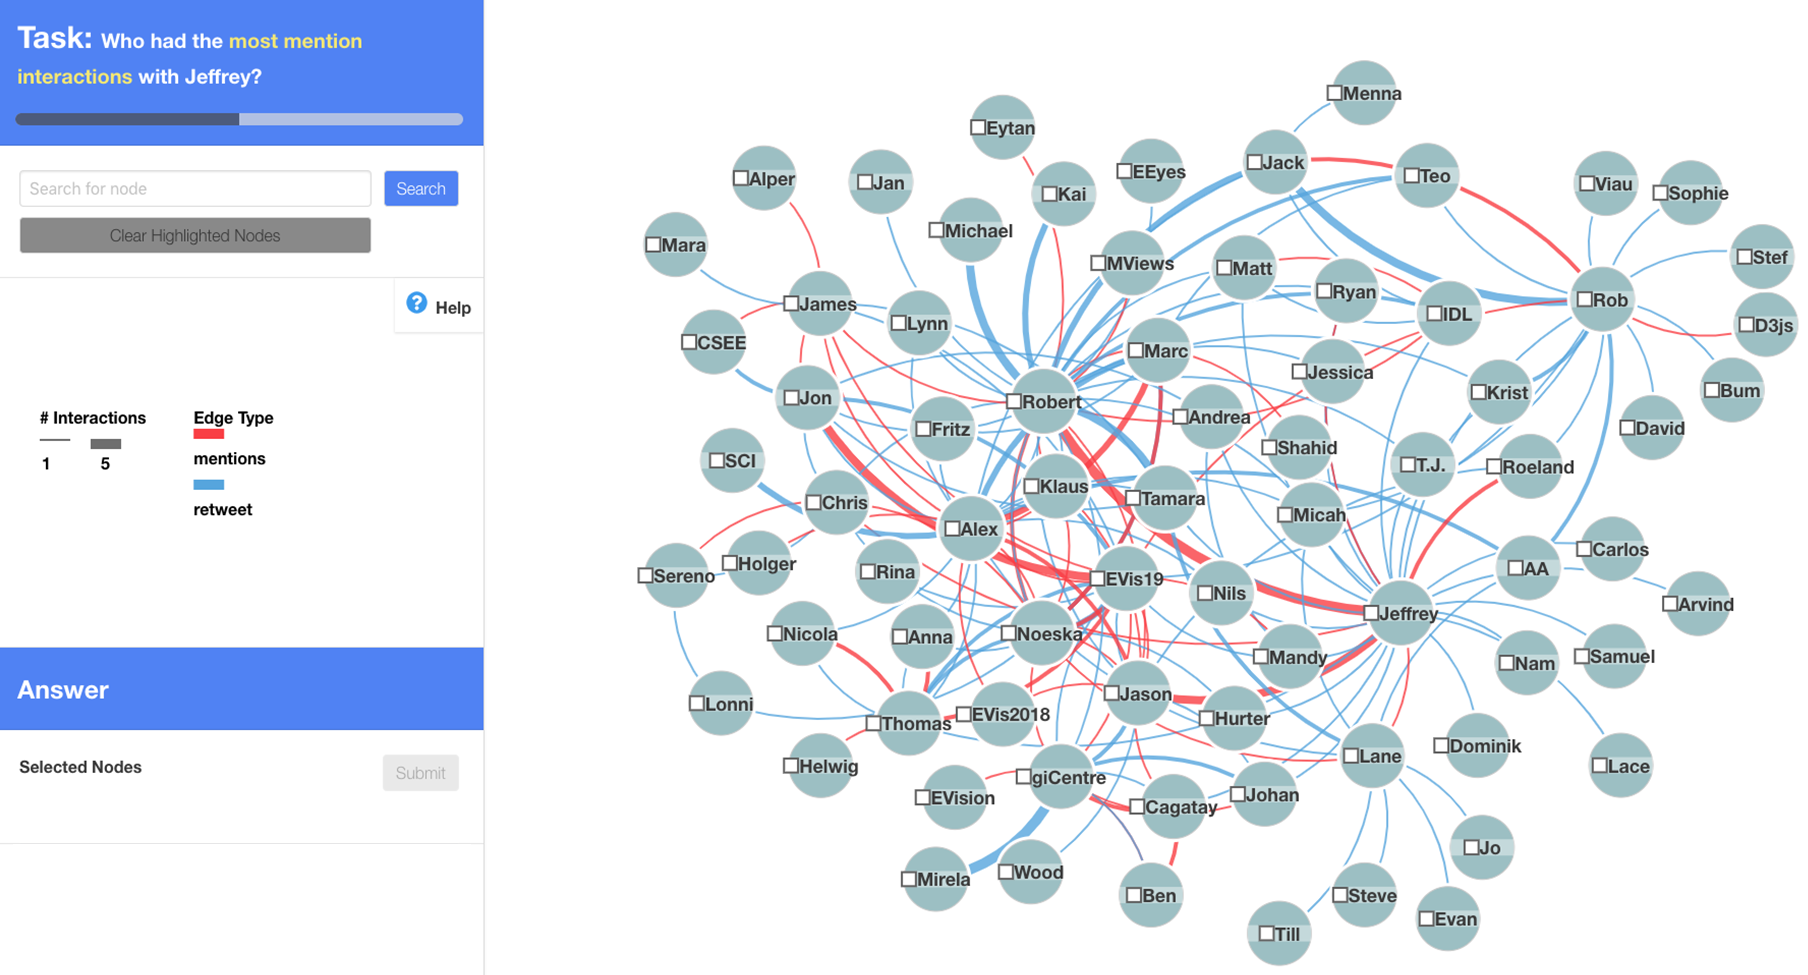 Task: Who had the most mention
interactions with Jeffrey?
Search for node
Search
Clear Highlighted Nodes
Help
# Interactions
1
5
Edge Type
mentions
retweet
Answer
Selected Nodes
Submit
Menna
Eytan
Jack
EEyes
Teo
Alper
Jan
Kai
Viau
Sophie
Michael
Mara
MViews
Matt
Stef
Ryan
Rob
James
IDL
Lynn
D3js
CSEE
Marc
Jessica
Krist
Bum
Jon
Robert
Andrea
Fritz
David
Shahid
SCI
T.J.
Roeland
Klaus
Tamara
Chris
Micah
Alex
Carlos
Holger
AA
Sereno
Rina
EVis19
Nils
Arvind
Jeffrey
Nicola
Anna
Noeska
Mandy
Nam
Samuel
Jason
Lonni
EVis2018
Hurter
Thomas
Dominik
Lane
Helwig
Lace
giCentre
EVision
Johan
Cagatay
Jo
Wood
Mirela
Ben
Steve
Evan
Till